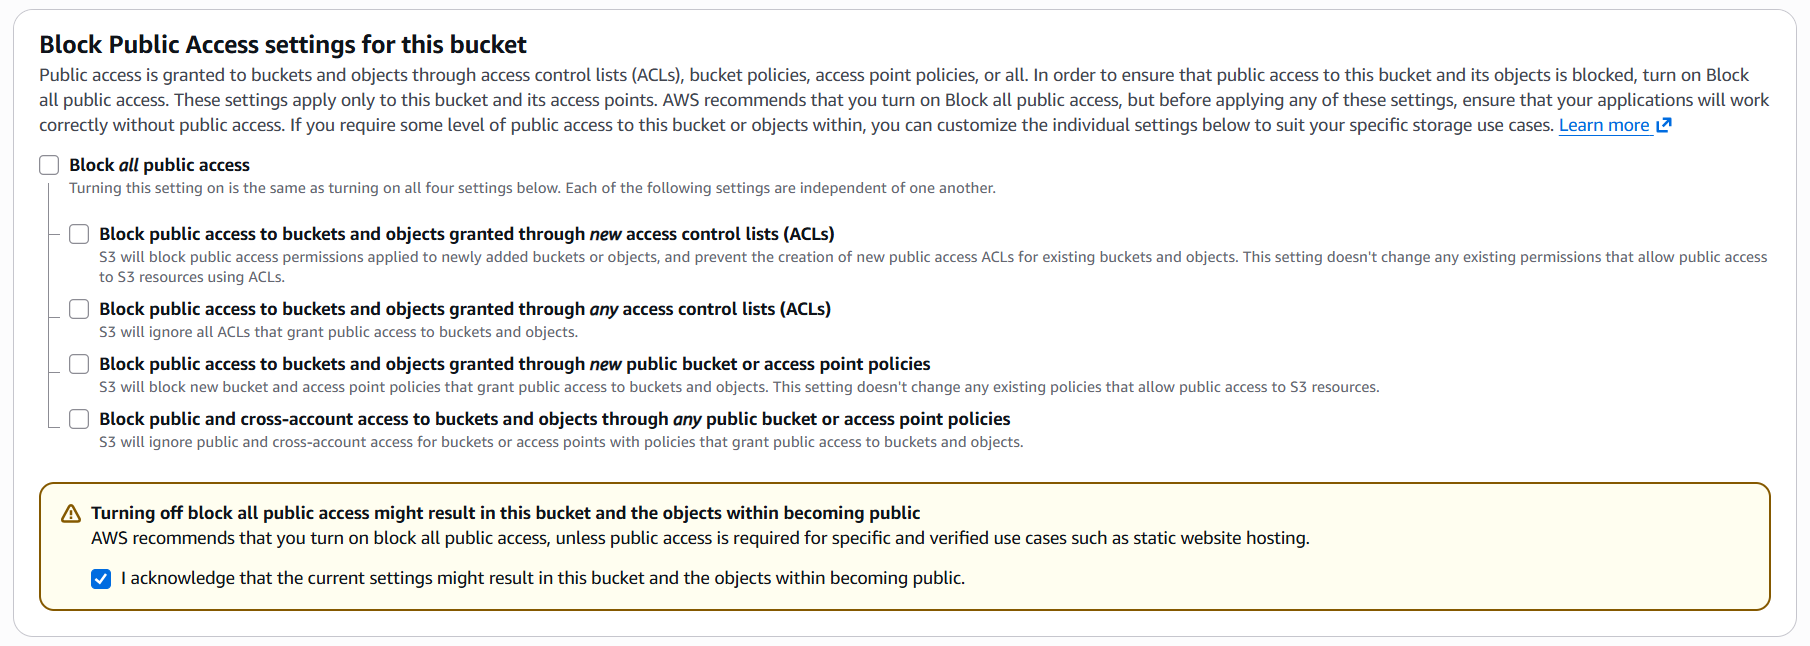 Block Public Access settings for this bucket
Public access is granted to buckets and objects through access control lists (ACLs), bucket policies, access point policies, or all. In order to ensure that public access to this bucket and its objects is blocked, turn on Block
all public access. These settings apply only to this bucket and its access points. AWS recommends that you turn on Block all public access, but before applying any of these settings, ensure that your applications will work
correctly without public access. If you require some level of public access to this bucket or objects within, you can customize the individual settings below to suit your specific storage use cases. Learn more
Block all public access
Turning this setting on is the same as turning on all four settings below. Each of the following settings are independent of one another.
Block public access to buckets and objects granted through new access control lists (ACLs)
S3 will block public access permissions applied to newly added buckets or objects, and prevent the creation of new public access ACLs for existing buckets and objects. This setting doesn't change any existing permissions that allow public access
to S3 resources using ACLs.
Block public access to buckets and objects granted through any access control lists (ACLs)
S3 will ignore all ACLs that grant public access to buckets and objects.
Block public access to buckets and objects granted through new public bucket or access point policies
S3 will block new bucket and access point policies that grant public access to buckets and objects. This setting doesn't change any existing policies that allow public access to S3 resources.
Block public and cross-account access to buckets and objects through any public bucket or access point policies
S3 will ignore public and cross-account access for buckets or access points with policies that grant public access to buckets and objects.
Turning off block all public access might result in this bucket and the objects within becoming public
AWS recommends that you turn on block all public access, unless public access is required for specific and verified use cases such as static website hosting.
I acknowledge that the current settings might result in this bucket and the objects within becoming public.